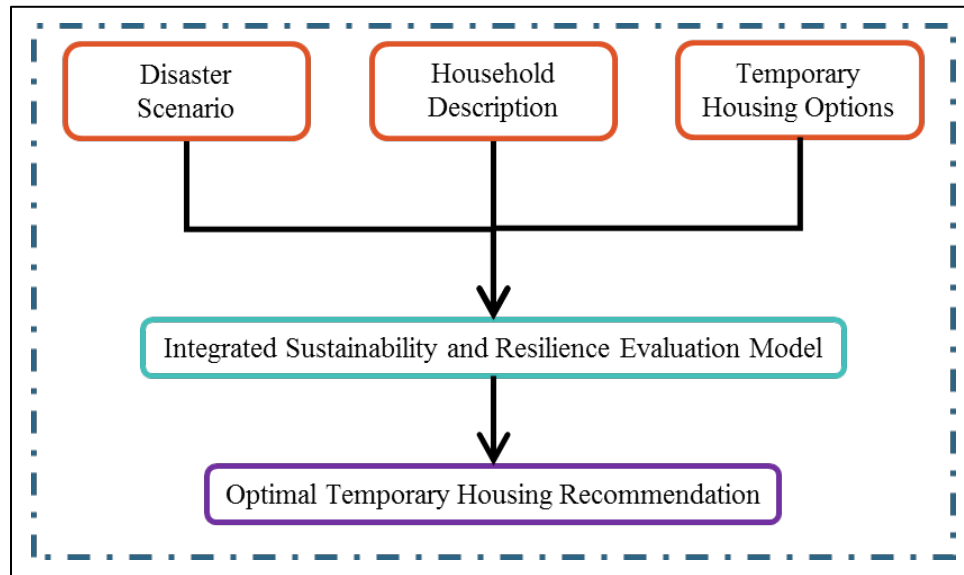 Disaster
Scenario
Household
Description
Temporary
Housing Options
Integrated Sustainability and Resilience Evaluation Model
Optimal Temporary Housing Recommendation